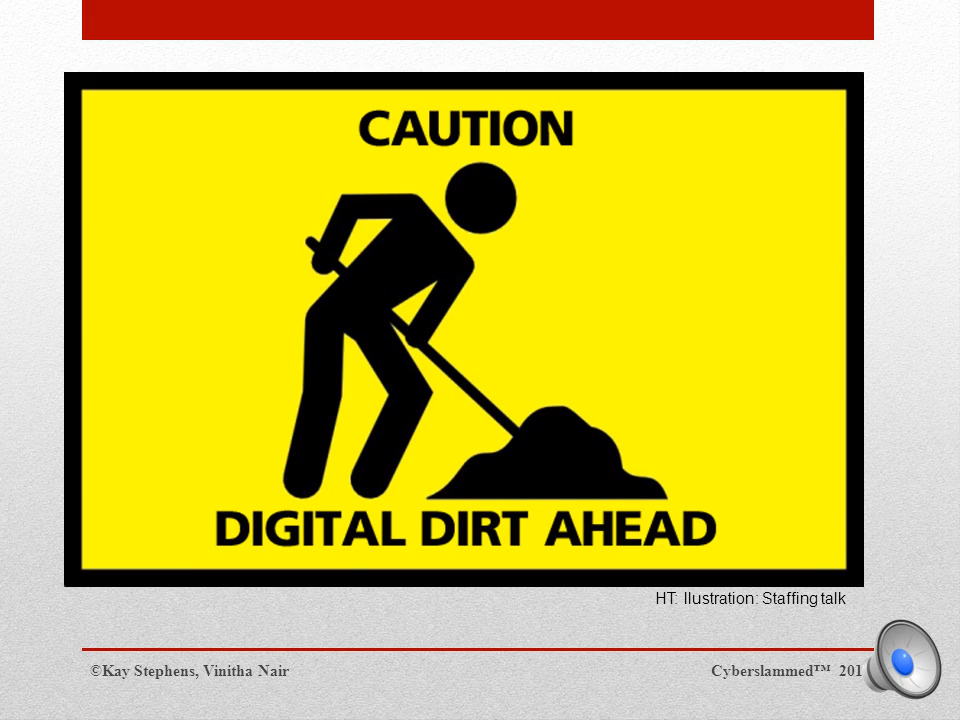 CAUTION
DIGITAL DIRT AHEAD
HT: Ilustration: Staffing talk
©Kay Stephens, Vinitha Nair
Cyberslammed™ 201